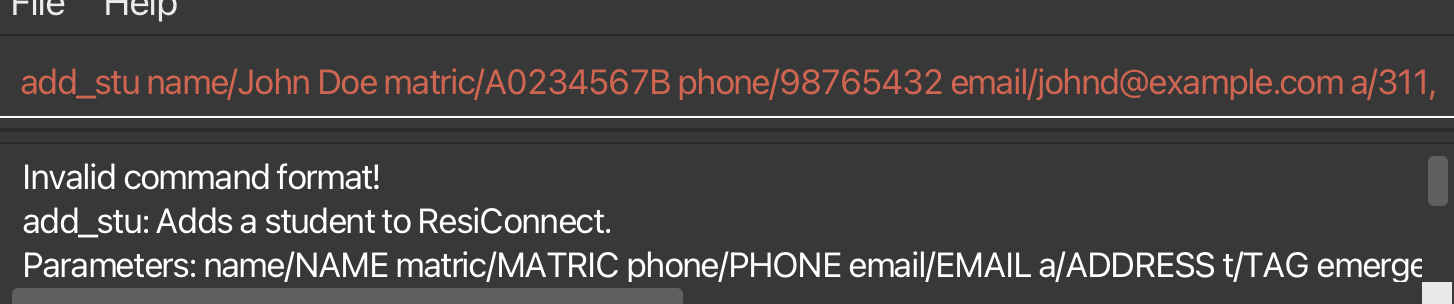 File Help
add_stu name/John Doe matric/A0234567B phone/98765432 email/johnd@example.com a/311,
Invalid command format!
add_stu: Adds a student to ResiConnect.
Parameters: name/NAME matric/MATRIC phone/PHONE email/EMAIL a/ADDRESS t/TAG emerge